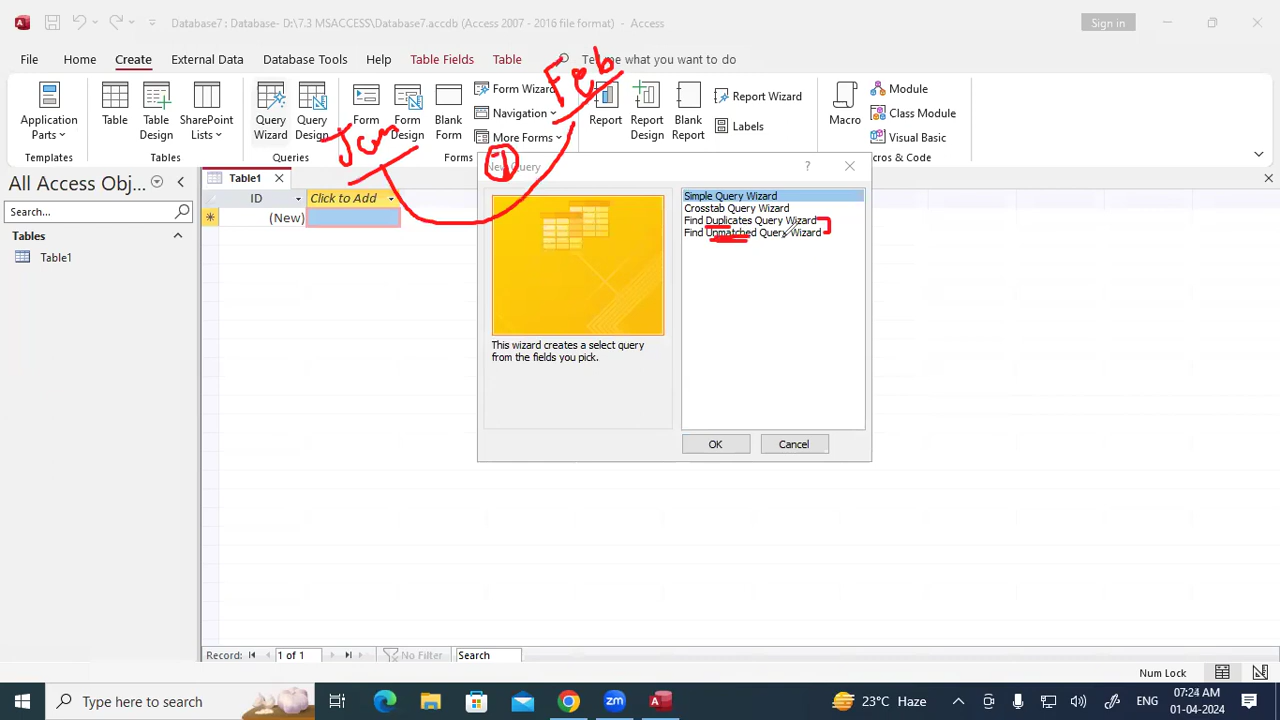 Database7 : Database- D:\7.3 MSACCESS\Database7.accdb (Access 2007 - 2016 file format) - Access
Sign in
File Home Create External Data Database Tools Help Table Fields Table Tell me what you want to do
Application Parts
Table
Table Design
SharePoint Lists
Query Wizard
Query Design
Form
Form Design
Blank Form
Form Wizard
Navigation
More Forms
Report
Report Design
Blank Report
Report Wizard
Labels
Macro
Module
Class Module
Visual Basic
Templates Tables Queries Forms
s & Code
Jan
Feb
1
All Access Obj...
Search...
Tables
Table1
Table1
ID Click to Add
(New)
New Query
Simple Query Wizard
Crosstab Query Wizard
Find Duplicates Query Wizard
Find Unmatched Query Wizard
This wizard creates a select query
from the fields you pick.
OK Cancel
Record: 1 of 1 No Filter Search
Num Lock
Type here to search
zm
23°C Haze
ENG
07:24 AM
01-04-2024